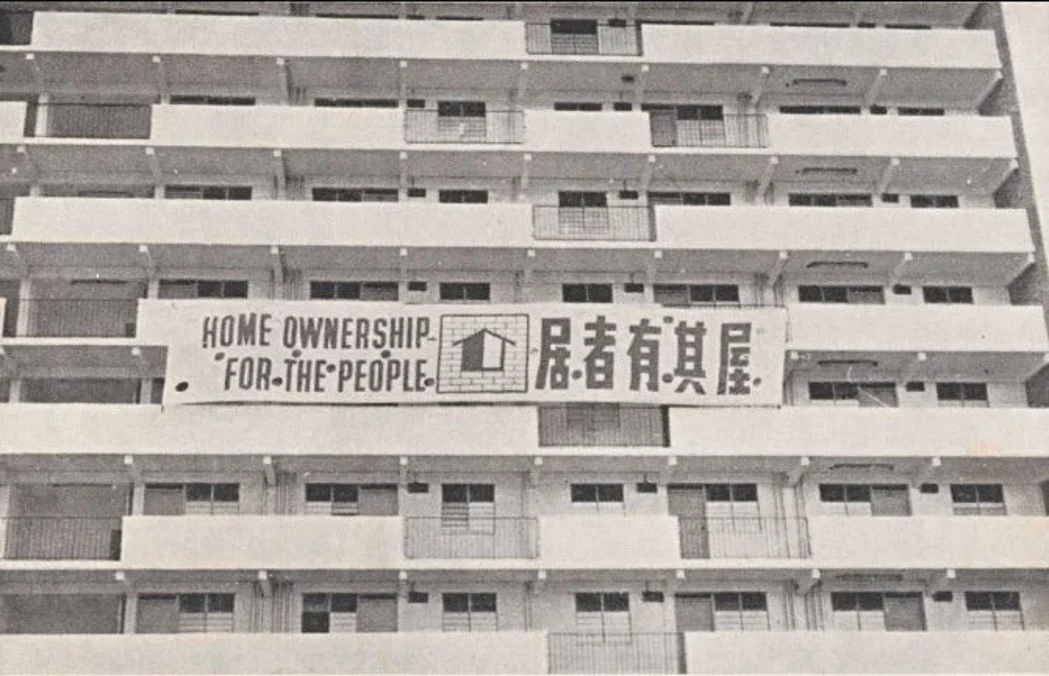 HOME OWNERSHIP
FOR THE PEOPLE
居者有其屋